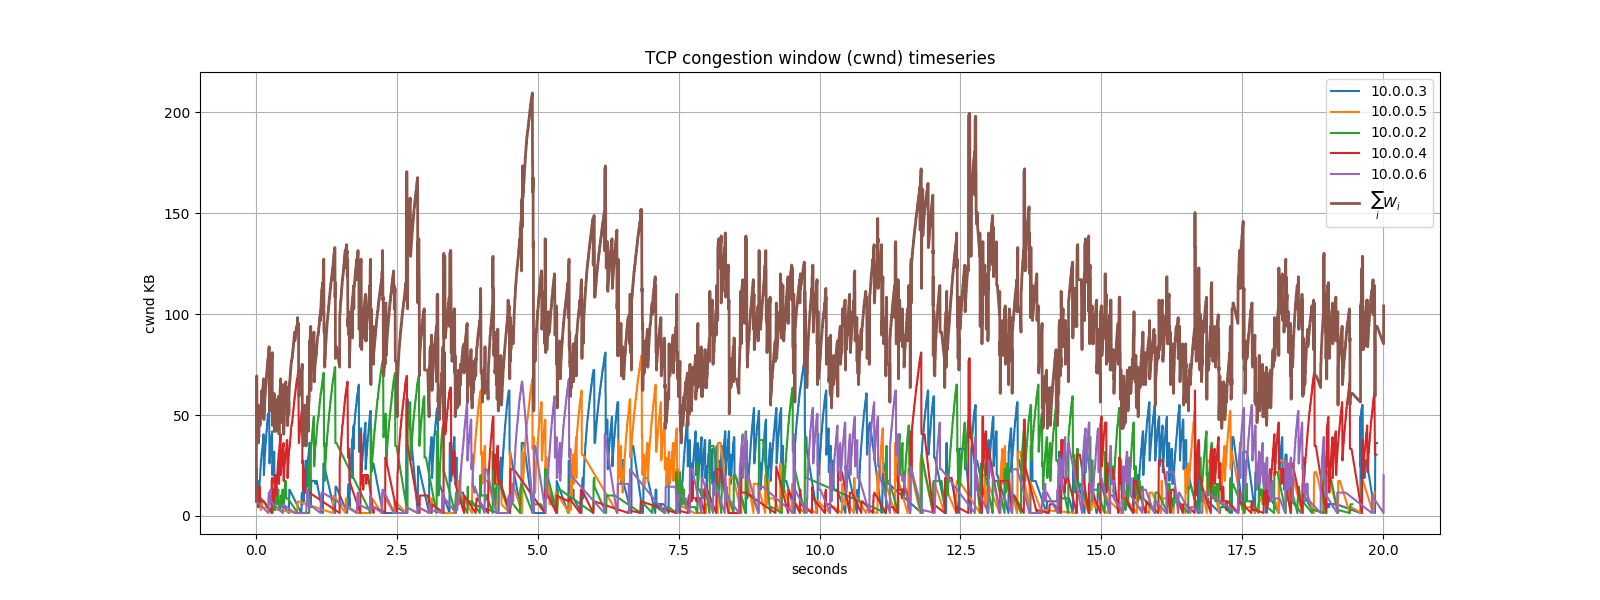 TCP congestion window (cwnd) timeseries
cwnd KB
200
150
100
50
0
0.0 2.5 5.0 7.5 10.0 12.5 15.0 17.5 20.0
seconds
10.0.0.3
10.0.0.5
10.0.0.2
10.0.0.4
10.0.0.6
∑ᵢ Wᵢ